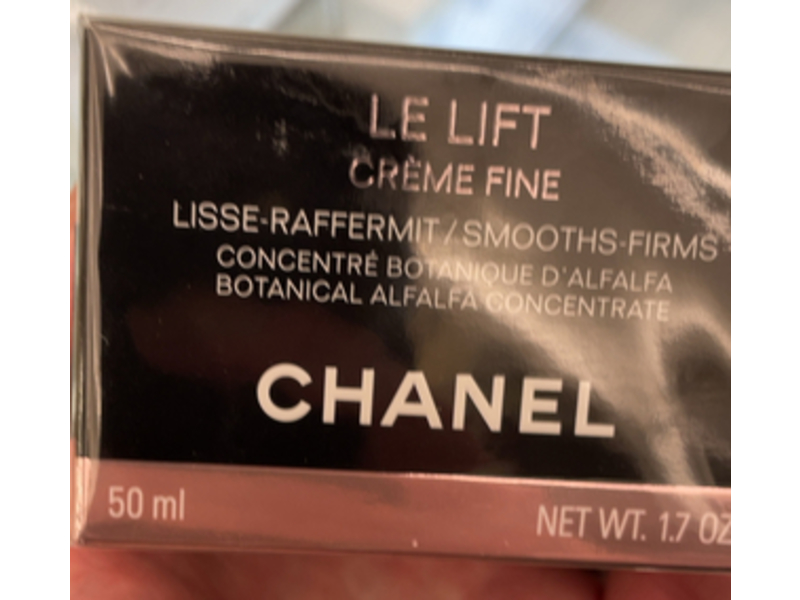 LE LIFT
CRÈME FINE
LISSE-RAFFERMIT / SMOOTHS-FIRMS
CONCENTRÉ BOTANIQUE D'ALFALFA
BOTANICAL ALFALFA CONCENTRATE
CHANEL
50 ml
NET WT. 1.7 OZ